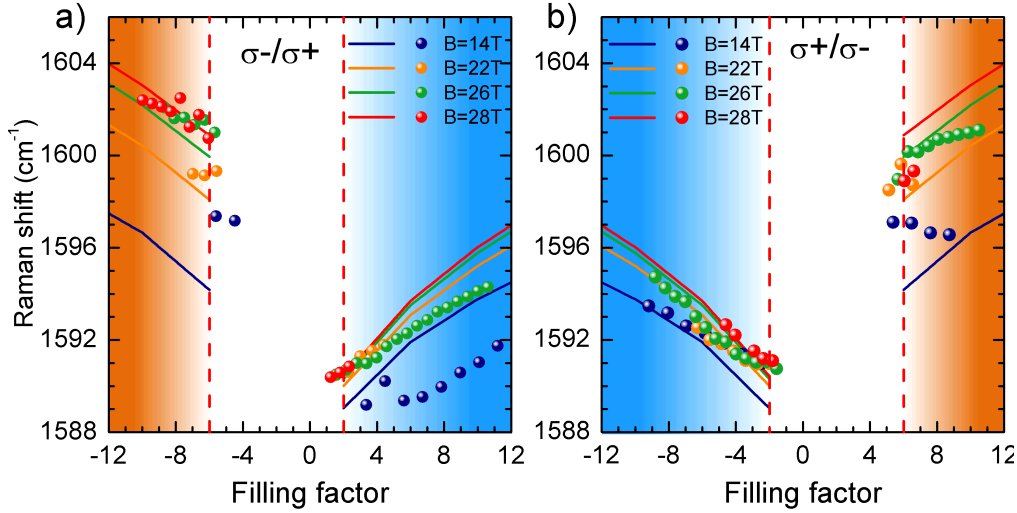 a)
σ-/σ+
B=14T
B=22T
B=26T
B=28T
1604
1600
1596
1592
1588
Raman shift (cm⁻¹)
-12 -8 -4 0 4 8 12
Filling factor
b)
σ+/σ-
B=14T
B=22T
B=26T
B=28T
1604
1600
1596
1592
1588
-12 -8 -4 0 4 8 12
Filling factor